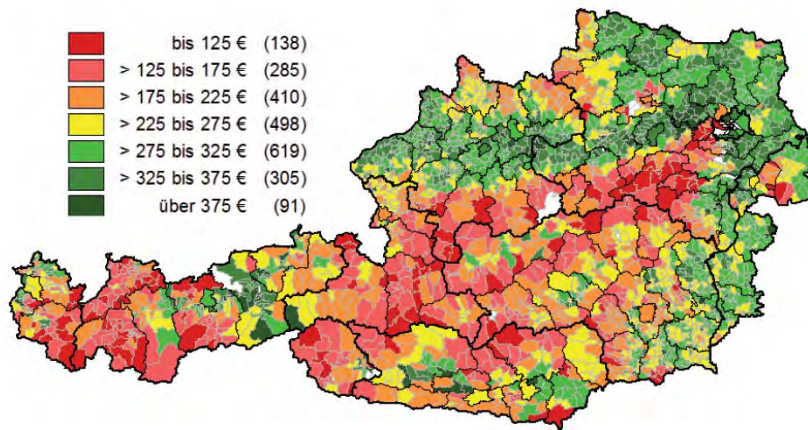 bis 125 € (138)
> 125 bis 175 € (285)
> 175 bis 225 € (410)
> 225 bis 275 € (498)
> 275 bis 325 € (619)
> 325 bis 375 € (305)
über 375 € (91)